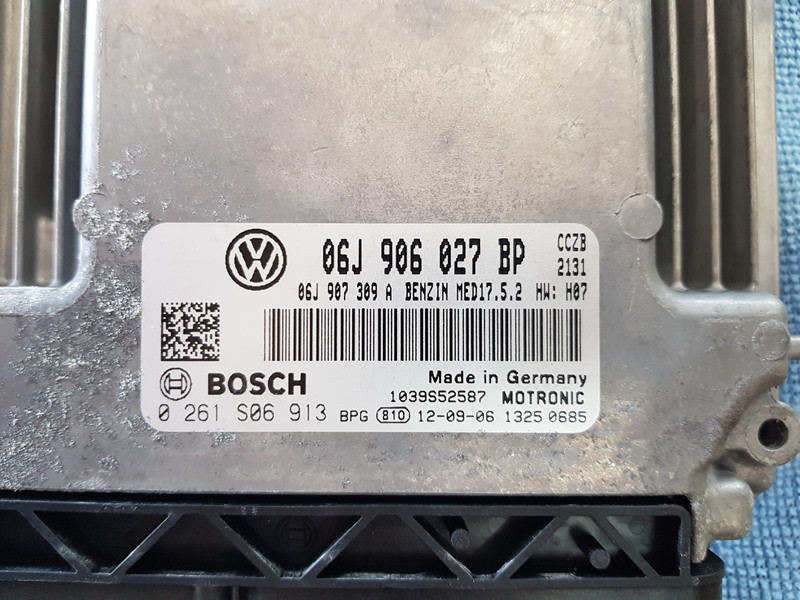 06J 906 027 BP
CCZB
2131
06J 907 309 A BENZIN MED17.5.2 HW: H07
BOSCH
Made in Germany
1039S52587 MOTRONIC
0 261 S06 913 BPG 810 12-09-06 1325 0685